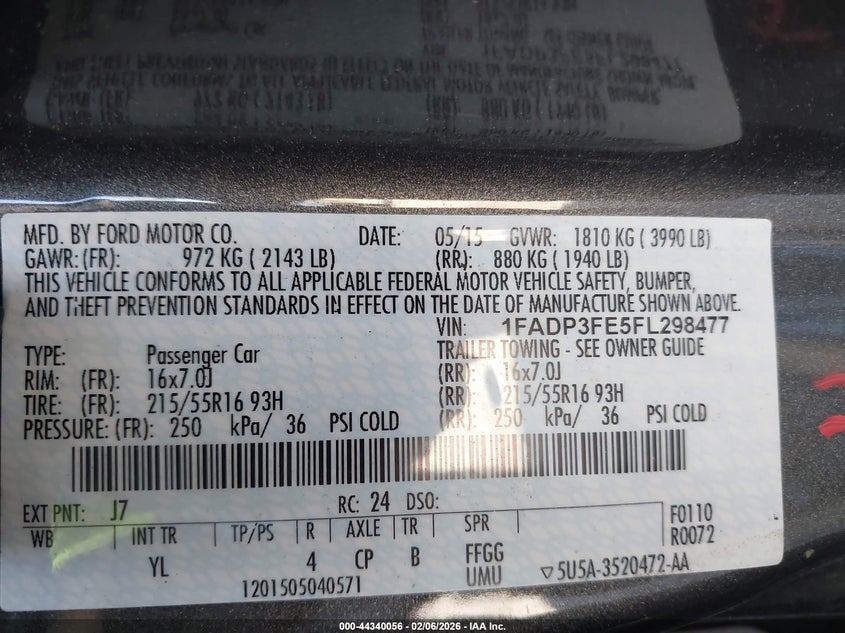 MFD. BY FORD MOTOR CO. DATE: 05/15 GVWR: 1810 KG ( 3990 LB)
GAWR: (FR): 972 KG ( 2143 LB) (RR): 880 KG ( 1940 LB)
THIS VEHICLE CONFORMS TO ALL APPLICABLE FEDERAL MOTOR VEHICLE SAFETY, BUMPER,
AND THEFT PREVENTION STANDARDS IN EFFECT ON THE DATE OF MANUFACTURE SHOWN ABOVE.
VIN: 1FADP3FE5FL298477
TYPE: Passenger Car TRAILER TOWING - SEE OWNER GUIDE
RIM: (FR): 16x7.0J (RR): 16x7.0J
TIRE: (FR): 215/55R16 93H (RR): 215/55R16 93H
PRESSURE: (FR): 250 kPa/ 36 PSI COLD (RR): 250 kPa/ 36 PSI COLD
EXT PNT: J7 RC: 24 DSO: F0110
WB INT TR TP/PS R AXLE TR SPR R0072
YL 4 CP B FFGG
UMU ▽5U5A-3520472-AA
1201505040571
000-44340056 - 02/06/2026 - IAA Inc.